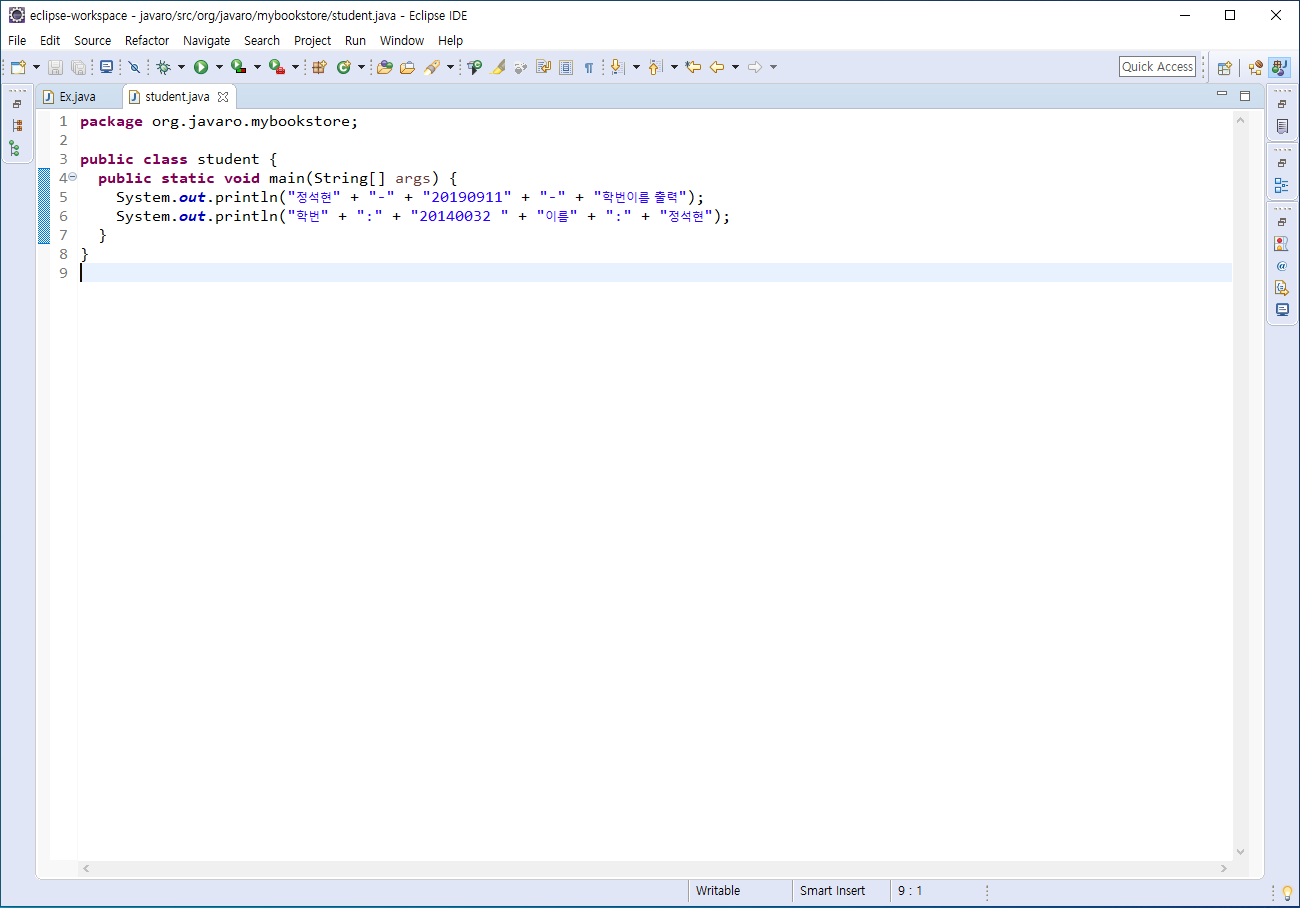 eclipse-workspace - javaro/src/org/javaro/mybookstore/student.java - Eclipse IDE
File Edit Source Refactor Navigate Search Project Run Window Help
Quick Access
Ex.java student.java
1 package org.javaro.mybookstore;
2
3 public class student {
4 public static void main(String[] args) {
5 System.out.println("정석현" + "-" + "20190911" + "-" + "학번이름 출력");
6 System.out.println("학번" + ":" + "20140032 " + "이름" + ":" + "정석현");
7 }
8 }
9
Writable Smart Insert 9 : 1